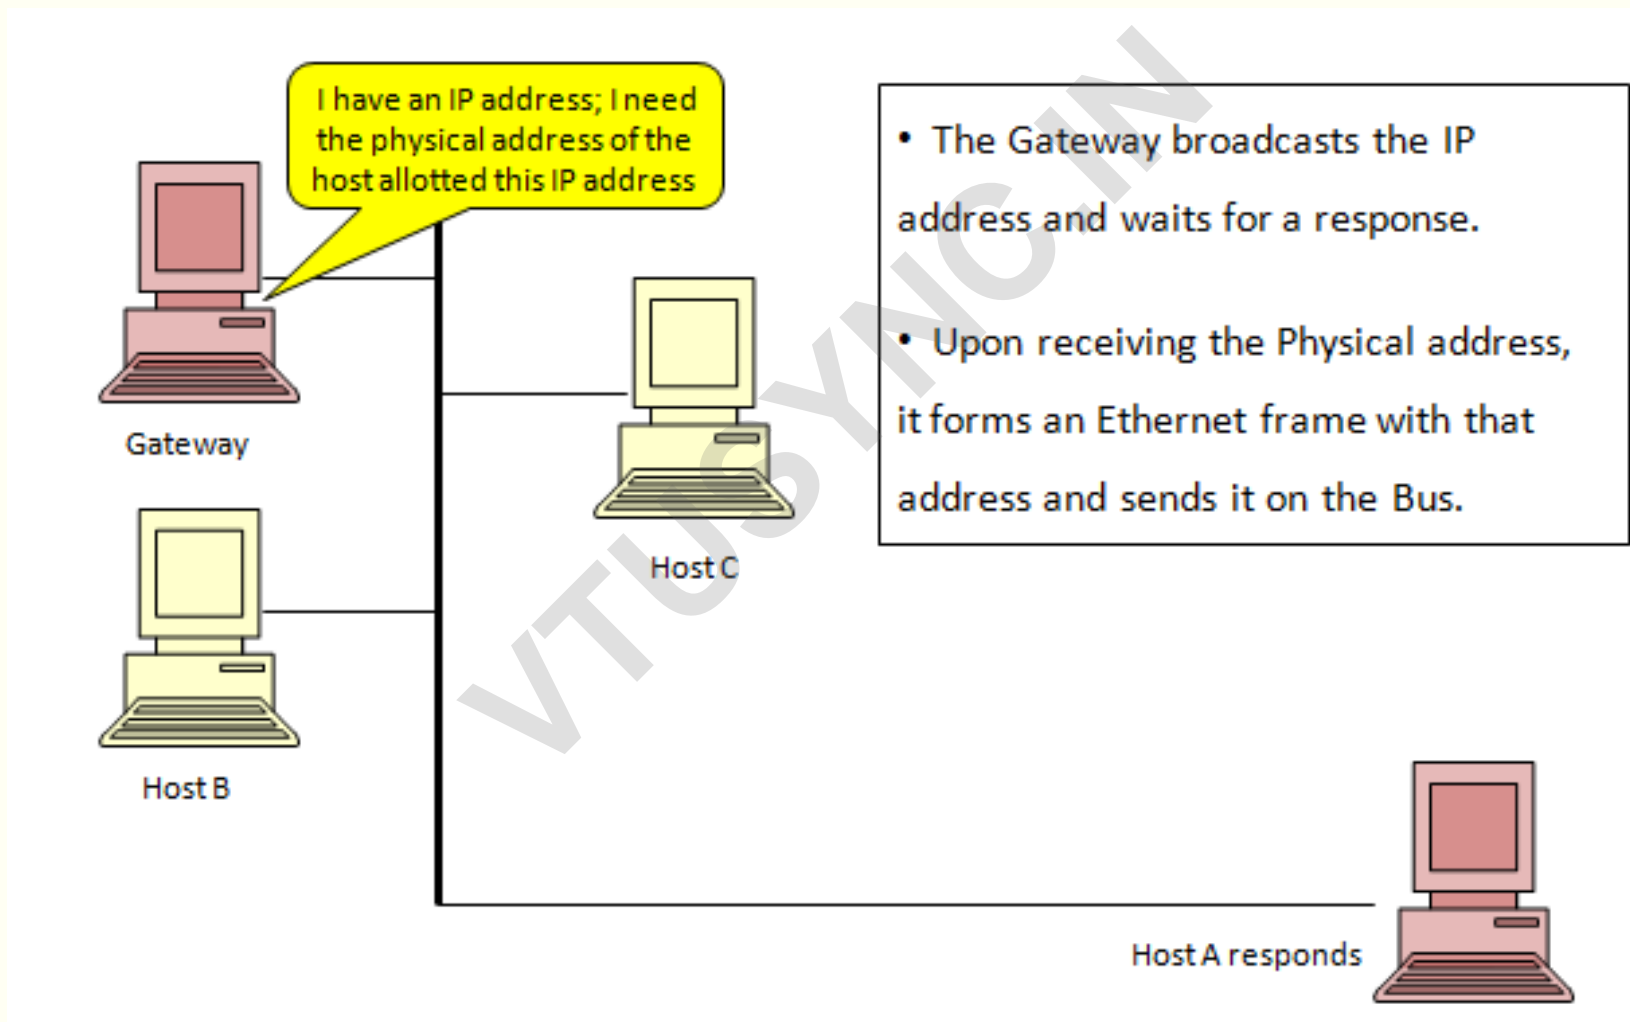 I have an IP address; I need
the physical address of the
host allotted this IP address
• The Gateway broadcasts the IP
address and waits for a response.
• Upon receiving the Physical address,
it forms an Ethernet frame with that
address and sends it on the Bus.
Gateway
Host C
Host B
Host A responds
VTUSYNC.IN